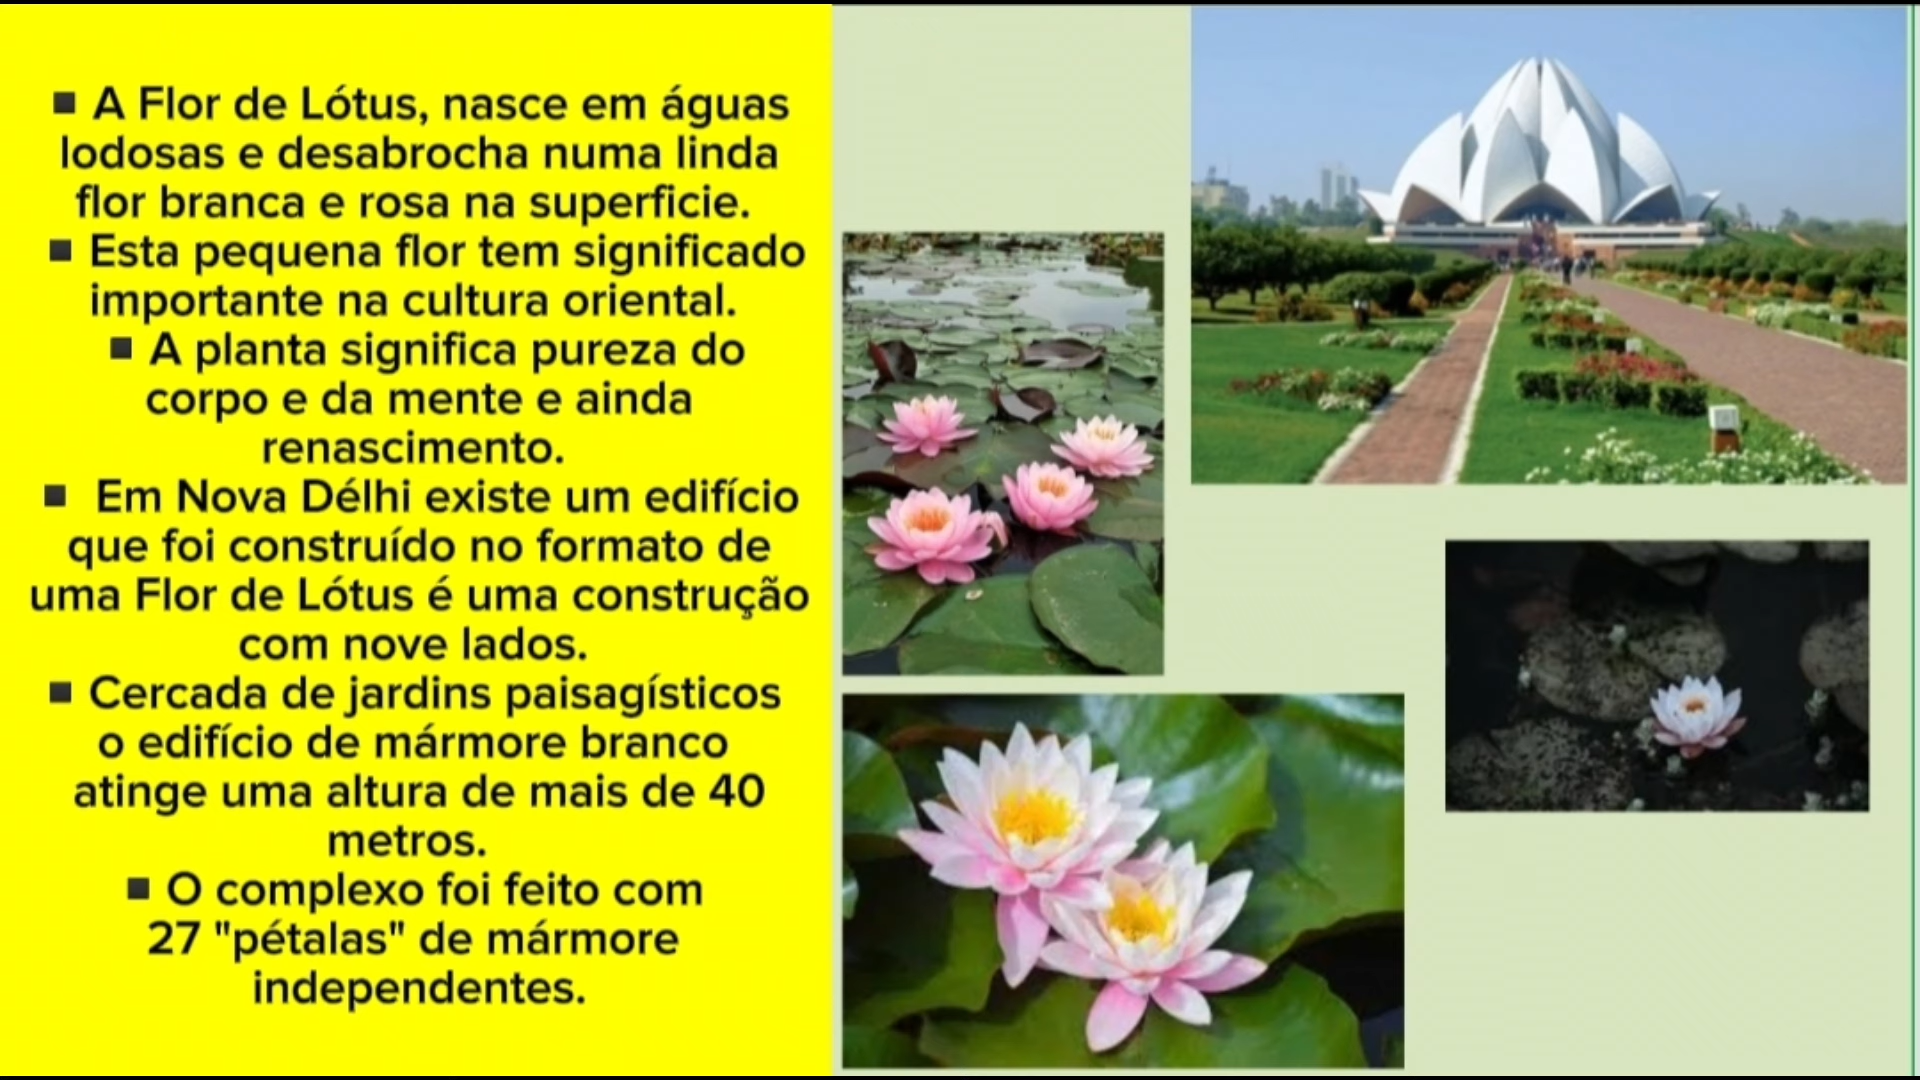 ▪ A Flor de Lótus, nasce em águas
lodosas e desabrocha numa linda
flor branca e rosa na superficie.
▪ Esta pequena flor tem significado
importante na cultura oriental.
▪ A planta significa pureza do
corpo e da mente e ainda
renascimento.
▪ Em Nova Délhi existe um edifício
que foi construído no formato de
uma Flor de Lótus é uma construção
com nove lados.
▪ Cercada de jardins paisagísticos
o edifício de mármore branco
atinge uma altura de mais de 40
metros.
▪ O complexo foi feito com
27 "pétalas" de mármore
independentes.